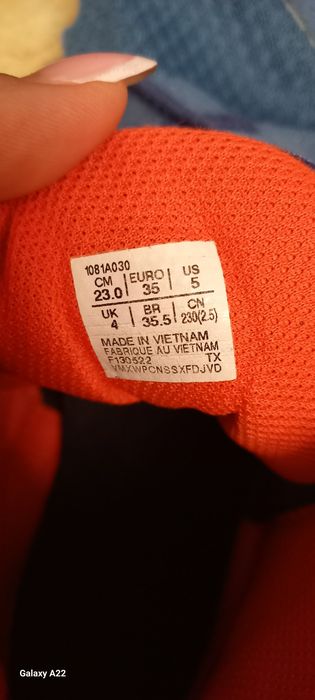 1081A030
CM EURO US
23.0 35 5
UK BR CN
4 35.5 230(2.5)
MADE IN VIETNAM
FABRIQUE AU VIETNAM
F130522 TX
VMXWPCNSSXFDJVD
Galaxy A22